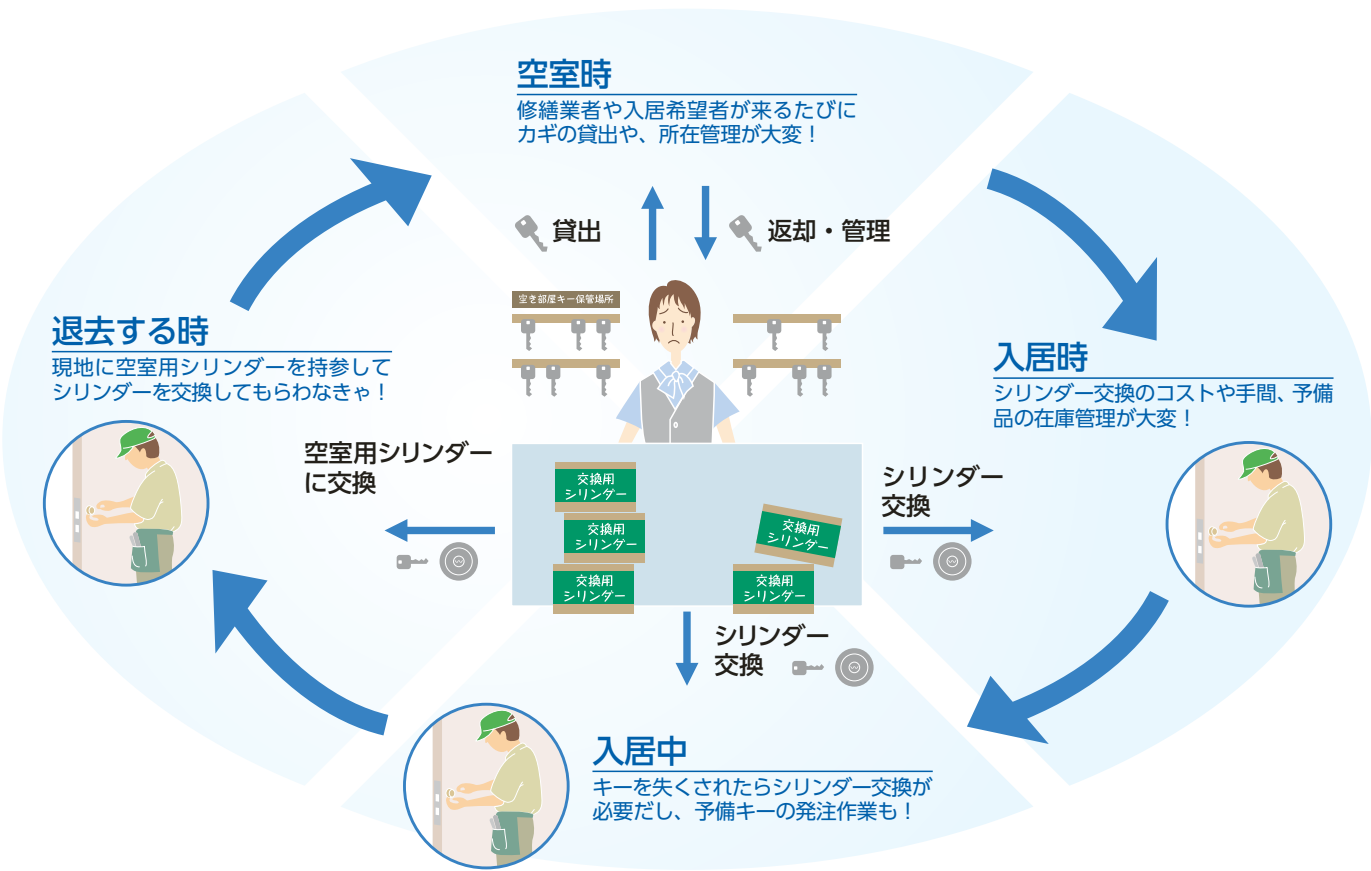 空室時
修繕業者や入居希望者が来るたびに
カギの貸出や、所在管理が大変！
貸出
返却・管理
空き部屋キー保管場所
退去する時
現地に空室用シリンダーを持参して
シリンダーを交換してもらわなきゃ！
入居時
シリンダー交換のコストや手間、予備
品の在庫管理が大変！
空室用シリンダー
に交換
シリンダー
交換
交換用
シリンダー
交換用
シリンダー
交換用
シリンダー
交換用
シリンダー
交換用
シリンダー
シリンダー
交換
入居中
キーを失くされたらシリンダー交換が
必要だし、予備キーの発注作業も！